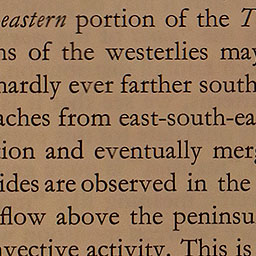 eastern portion of the T
ns of the westerlies may
hardly ever farther south
aches from east-south-ea
tion and eventually merg
ides are observed in the
flow above the peninsu
nvective activity. This is